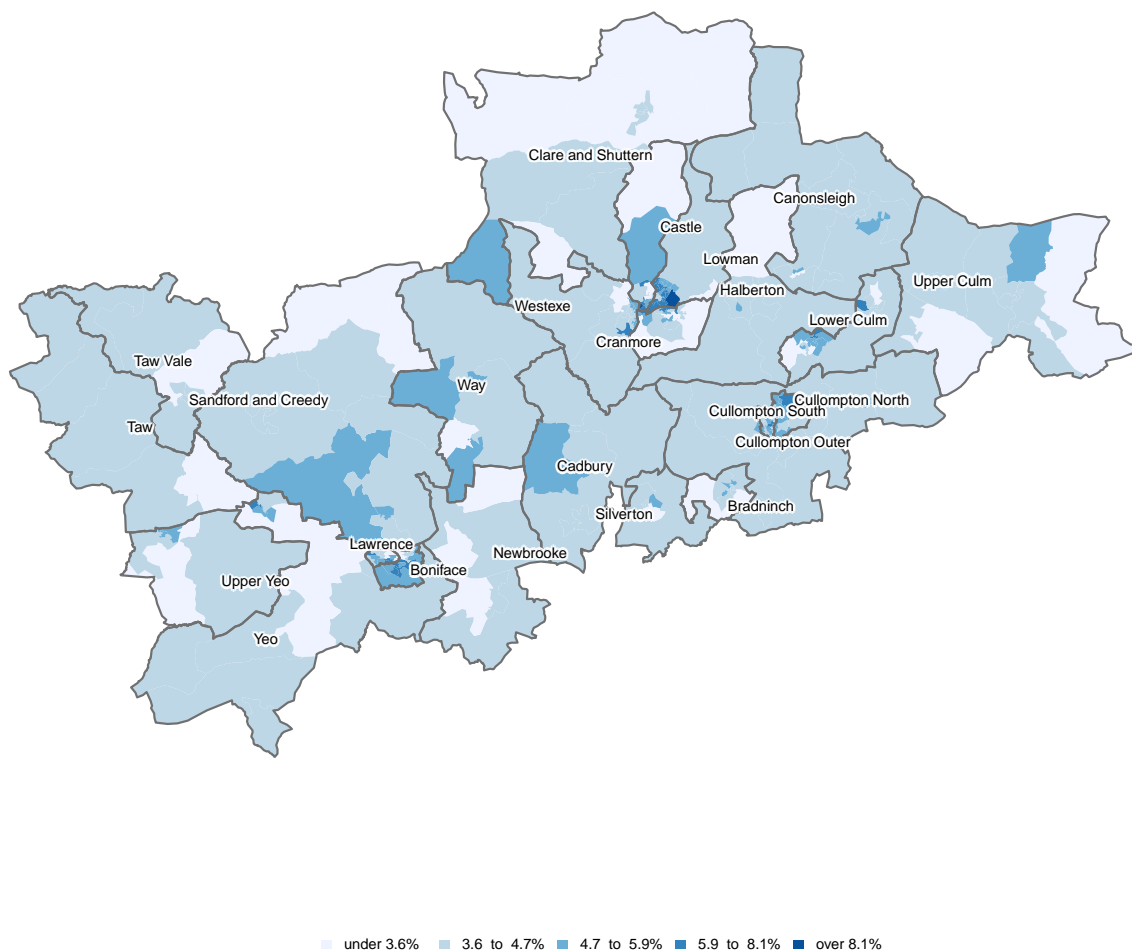 Clare and Shuttern
Canonsleigh
Castle
Lowman
Upper Culm
Halberton
Westexe
Lower Culm
Cranmore
Taw Vale
Way
Sandford and Creedy
Cullompton North
Cullompton South
Taw
Cullompton Outer
Cadbury
Bradninch
Silverton
Lawrence
Newbrooke
Boniface
Upper Yeo
Yeo
under 3.6% 3.6 to 4.7% 4.7 to 5.9% 5.9 to 8.1% over 8.1%